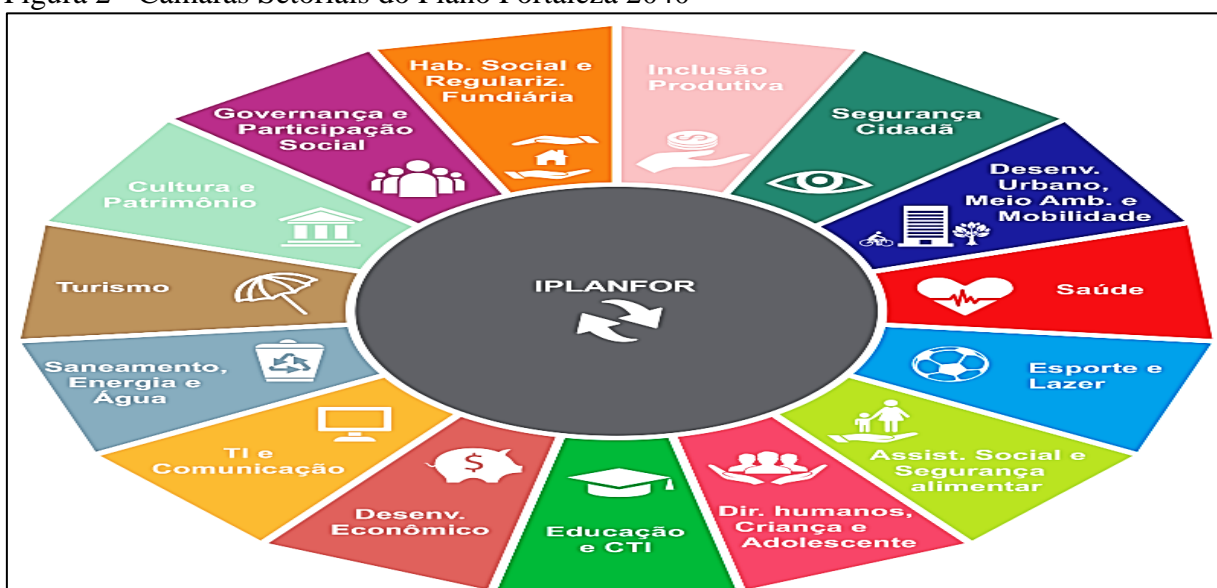 Figura 2 - Câmaras Setoriais do Plano Fortaleza 2040
Hab. Social e
Regulariz.
Fundiária
Inclusão
Produtiva
Segurança
Cidadã
Desenv.
Urbano,
Meio Amb. e
Mobilidade
Saúde
Esporte e
Lazer
Assist. Social e
Segurança
alimentar
Dir. humanos,
Criança e
Adolescente
Educação
e CTI
Desenv.
Econômico
$
TI e
Comunicação
Saneamento,
Energia e
Água
Turismo
Cultura e
Patrimônio
Governança e
Participação
Social
IPLANFOR